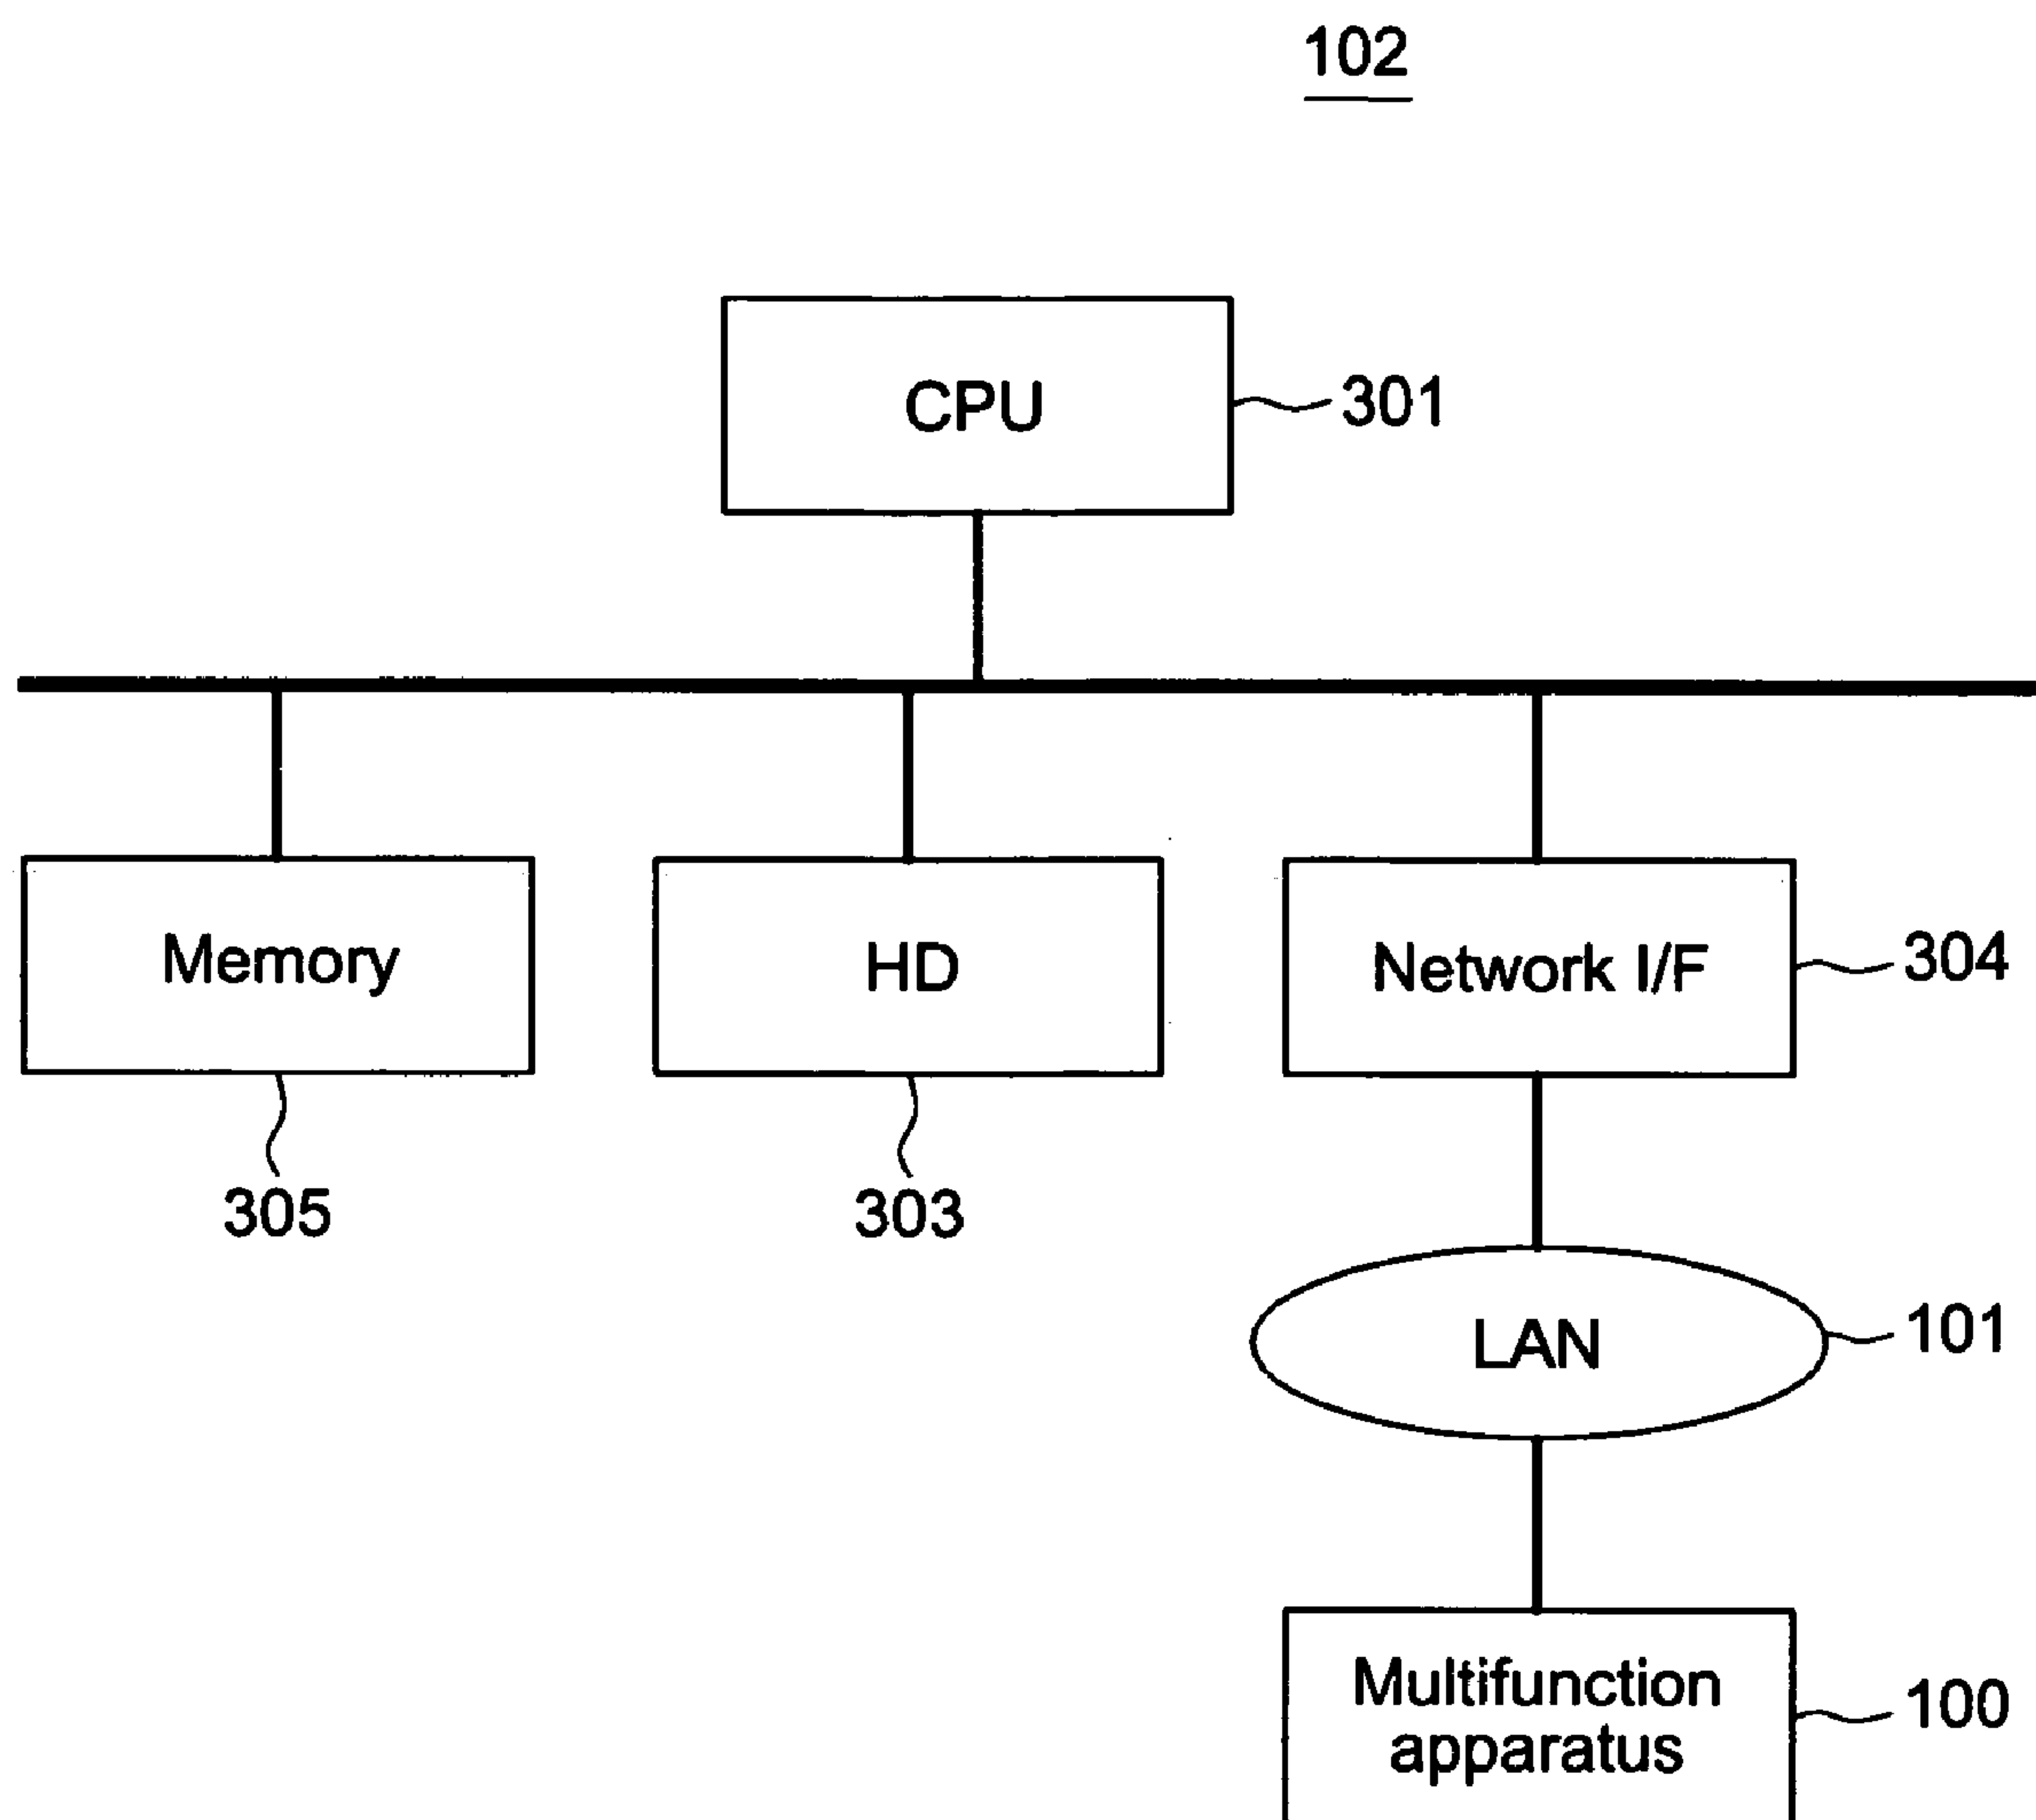 102
CPU
301
Memory
HD
Network I/F
304
305
303
LAN
101
Multifunction
apparatus
100